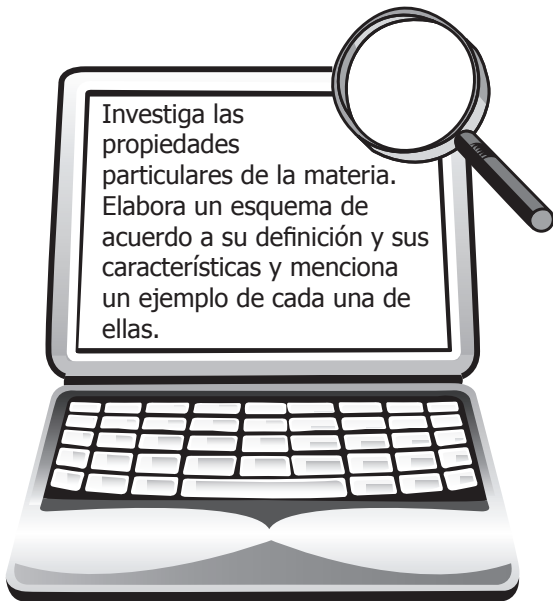 Investiga las
propiedades
particulares de la materia.
Elabora un esquema de
acuerdo a su definición y sus
características y menciona
un ejemplo de cada una de
ellas.